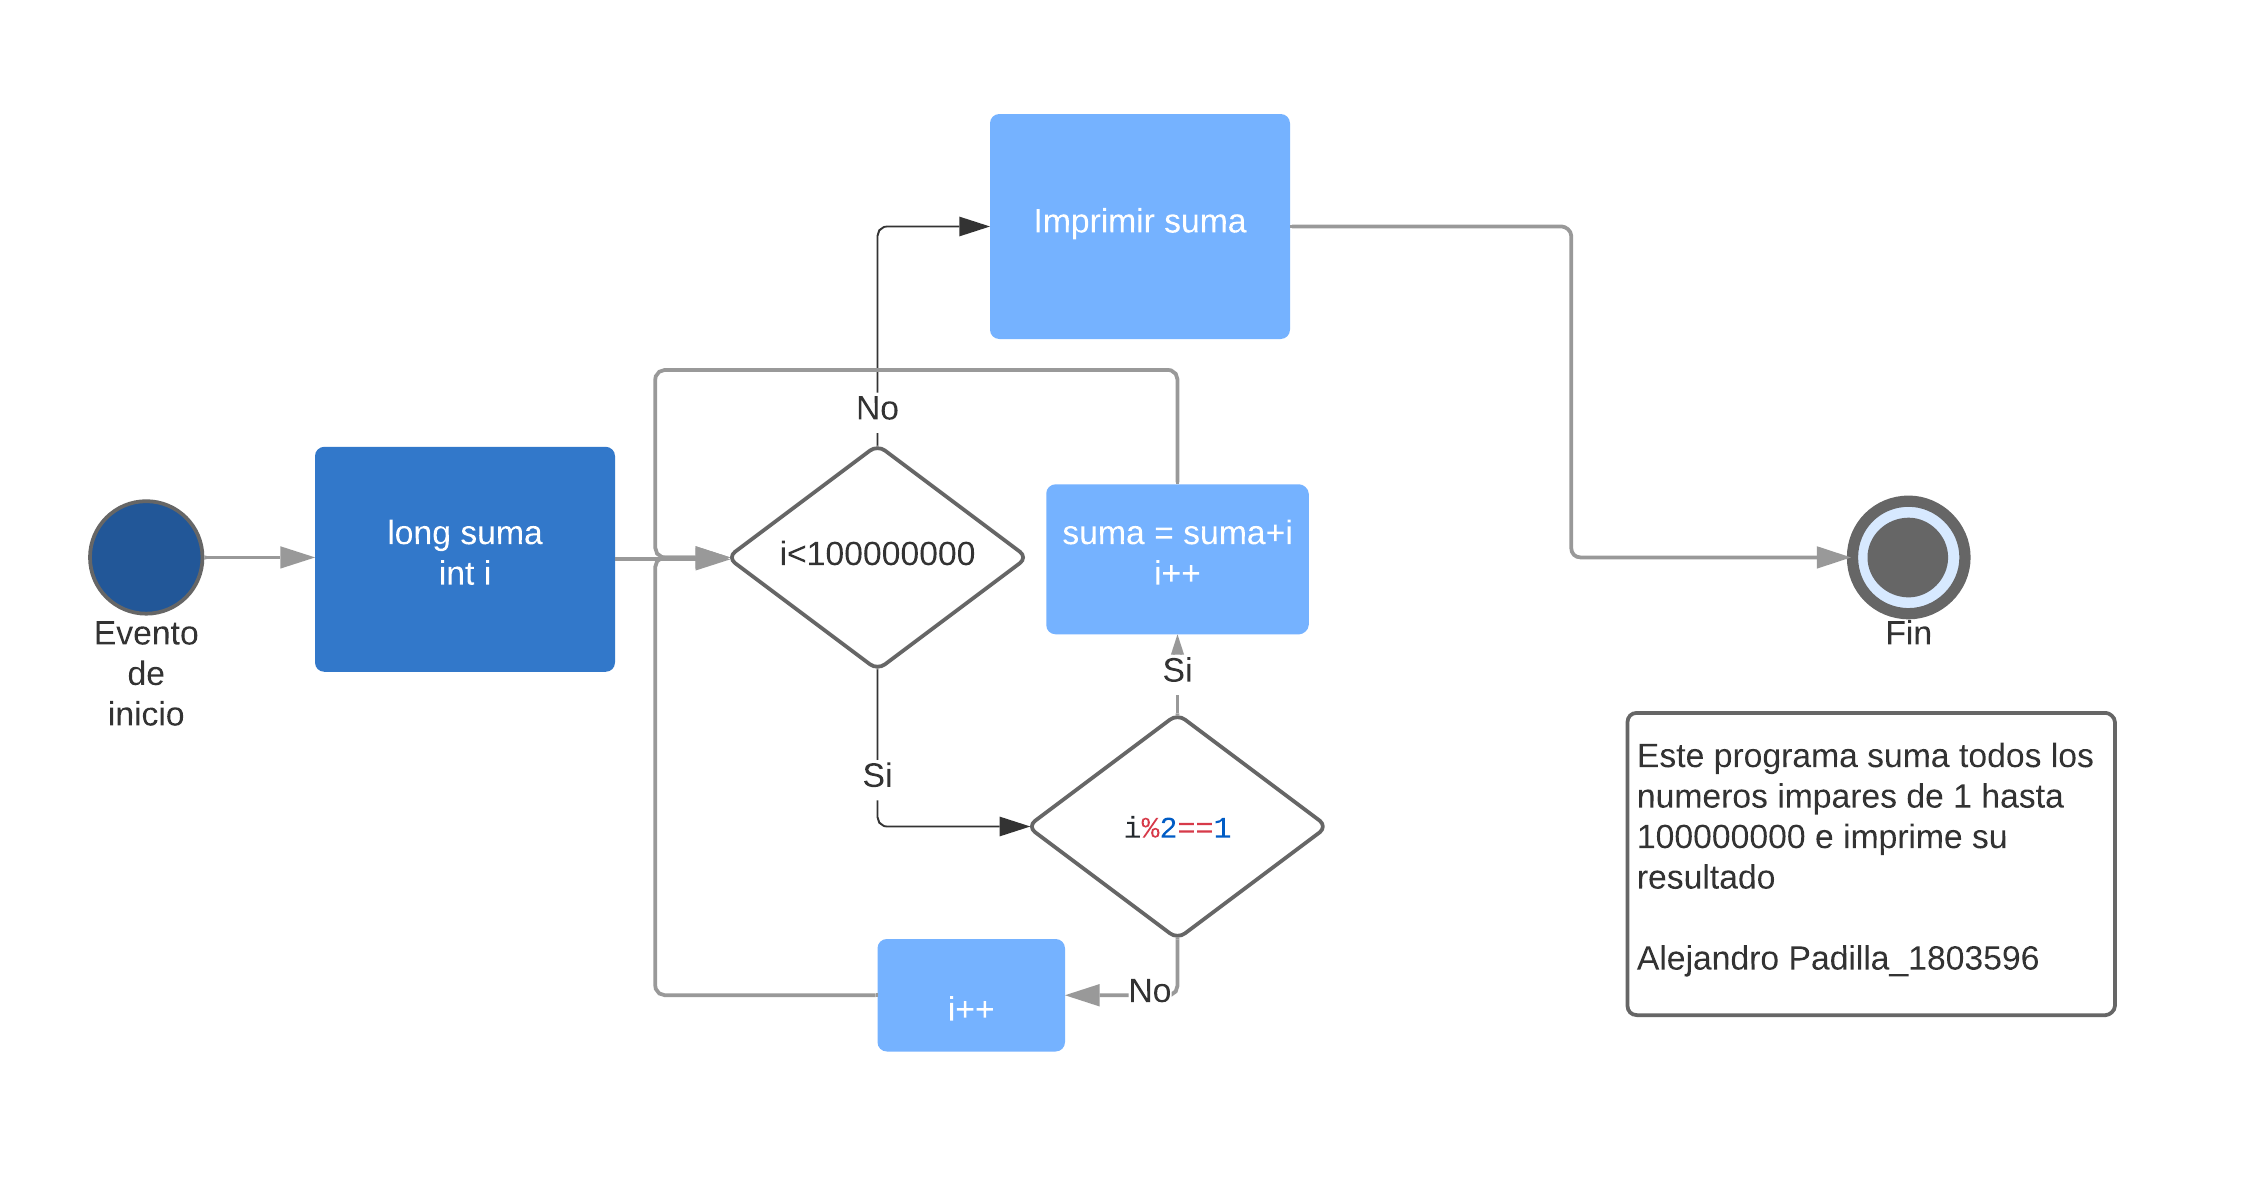 Evento
de
inicio
long suma
int i
i<100000000
No
Imprimir suma
Si
i%2==1
Si
suma = suma+i
i++
No
i++
Fin
Este programa suma todos los
numeros impares de 1 hasta
100000000 e imprime su
resultado
Alejandro Padilla_1803596